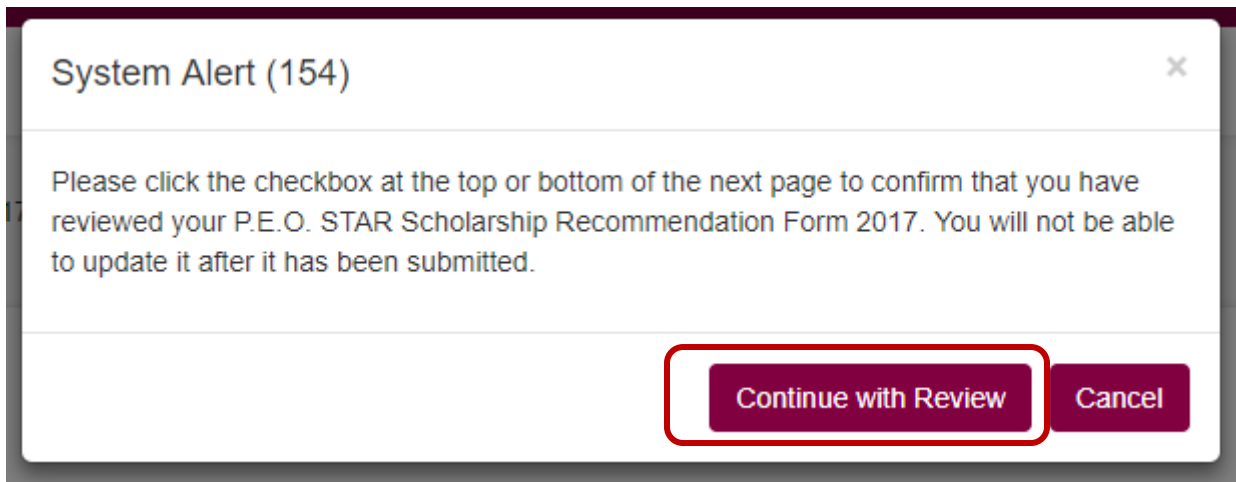 System Alert (154)
×
Please click the checkbox at the top or bottom of the next page to confirm that you have
17
reviewed your P.E.O. STAR Scholarship Recommendation Form 2017. You will not be able
to update it after it has been submitted.
Continue with Review
Cancel